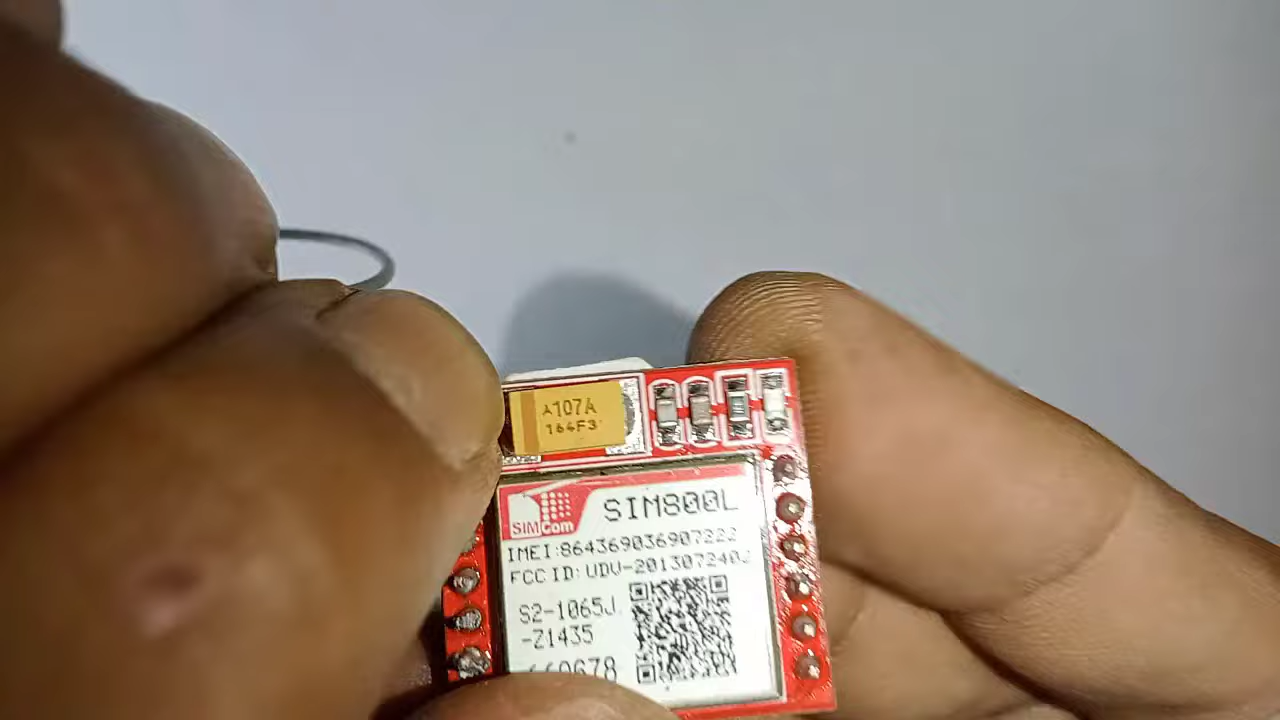 A107A
164F3
SIM800L
SIMCom
IMEI:864369036907222
FCC ID: UDV-201307240J
S2-1065J
-Z1435